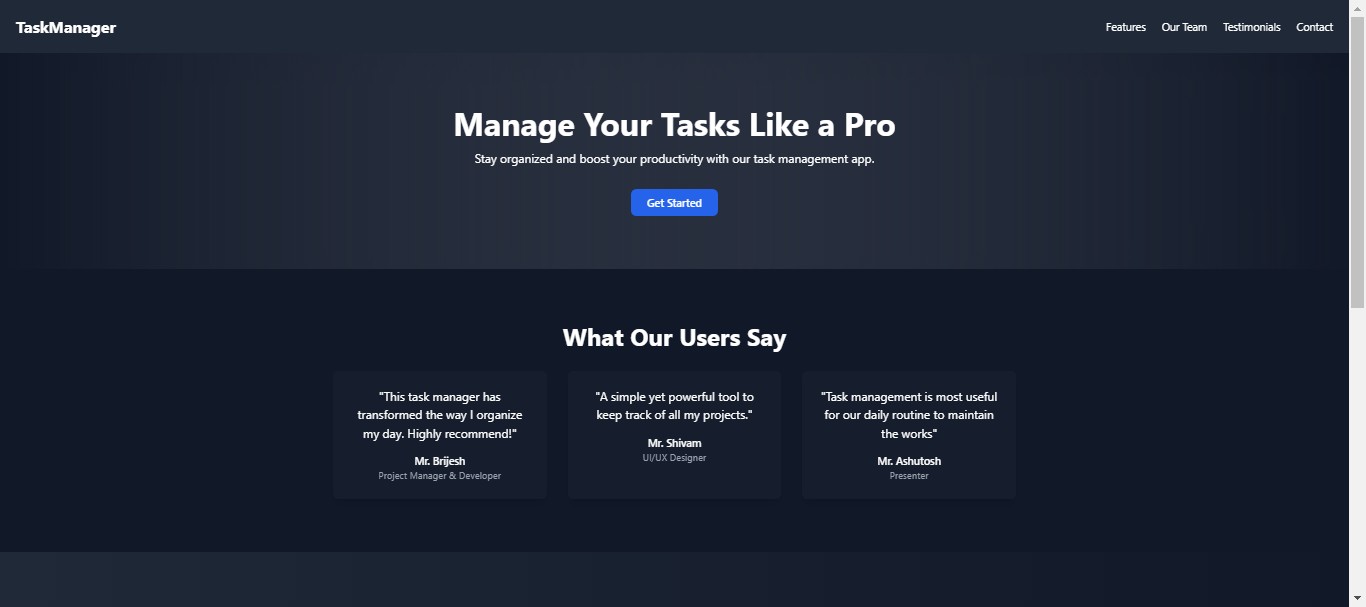 TaskManager
Features
Our Team
Testimonials
Contact
Manage Your Tasks Like a Pro
Stay organized and boost your productivity with our task management app.
Get Started
What Our Users Say
"This task manager has
transformed the way I organize
my day. Highly recommend!"
Mr. Brijesh
Project Manager & Developer
"A simple yet powerful tool to
keep track of all my projects."
Mr. Shivam
UI/UX Designer
"Task management is most useful
for our daily routine to maintain
the works"
Mr. Ashutosh
Presenter